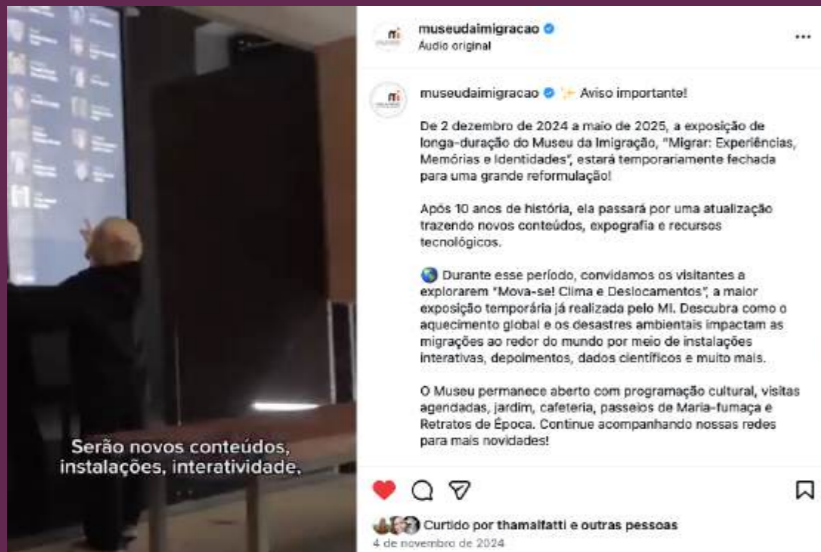 museudaimigracao
Áudio original
museudaimigracao ✨ Aviso importante!
De 2 dezembro de 2024 a maio de 2025, a exposição de
longa-duração do Museu da Imigração, "Migrar: Experiências,
Memórias e Identidades", estará temporariamente fechada
para uma grande reformulação!
Após 10 anos de história, ela passará por uma atualização
trazendo novos conteúdos, expografia e recursos
tecnológicos.
🌎 Durante esse período, convidamos os visitantes a
explorarem "Mova-se! Clima e Deslocamentos", a maior
exposição temporária já realizada pelo MI. Descubra como o
aquecimento global e os desastres ambientais impactam as
migrações ao redor do mundo por meio de instalações
interativas, depoimentos, dados científicos e muito mais.
O Museu permanece aberto com programação cultural, visitas
agendadas, jardim, cafeteria, passeios de Maria-fumaça e
Retratos de Época. Continue acompanhando nossas redes
para mais novidades!
Serão novos conteúdos,
instalações, interatividade.
Curtido por thamalfatti e outras pessoas
4 de novembro de 2024